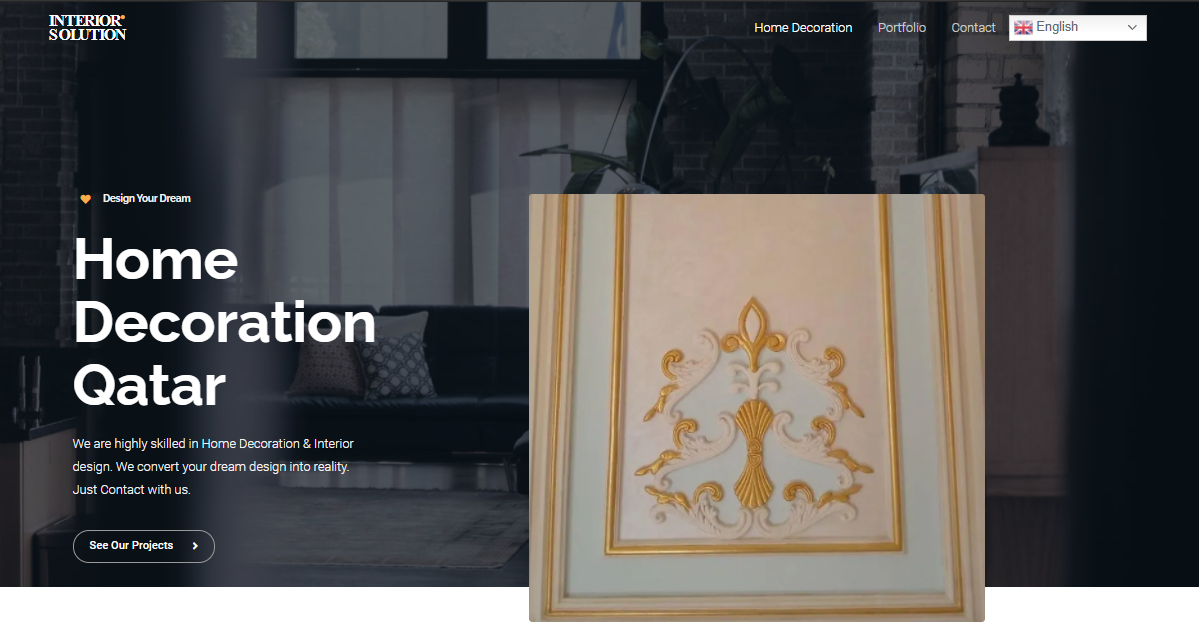 INTERIOR
SOLUTION
Home Decoration
Portfolio
Contact
English
Design Your Dream
Home
Decoration
Qatar
We are highly skilled in Home Decoration & Interior
design. We convert your dream design into reality.
Just Contact with us.
See Our Projects